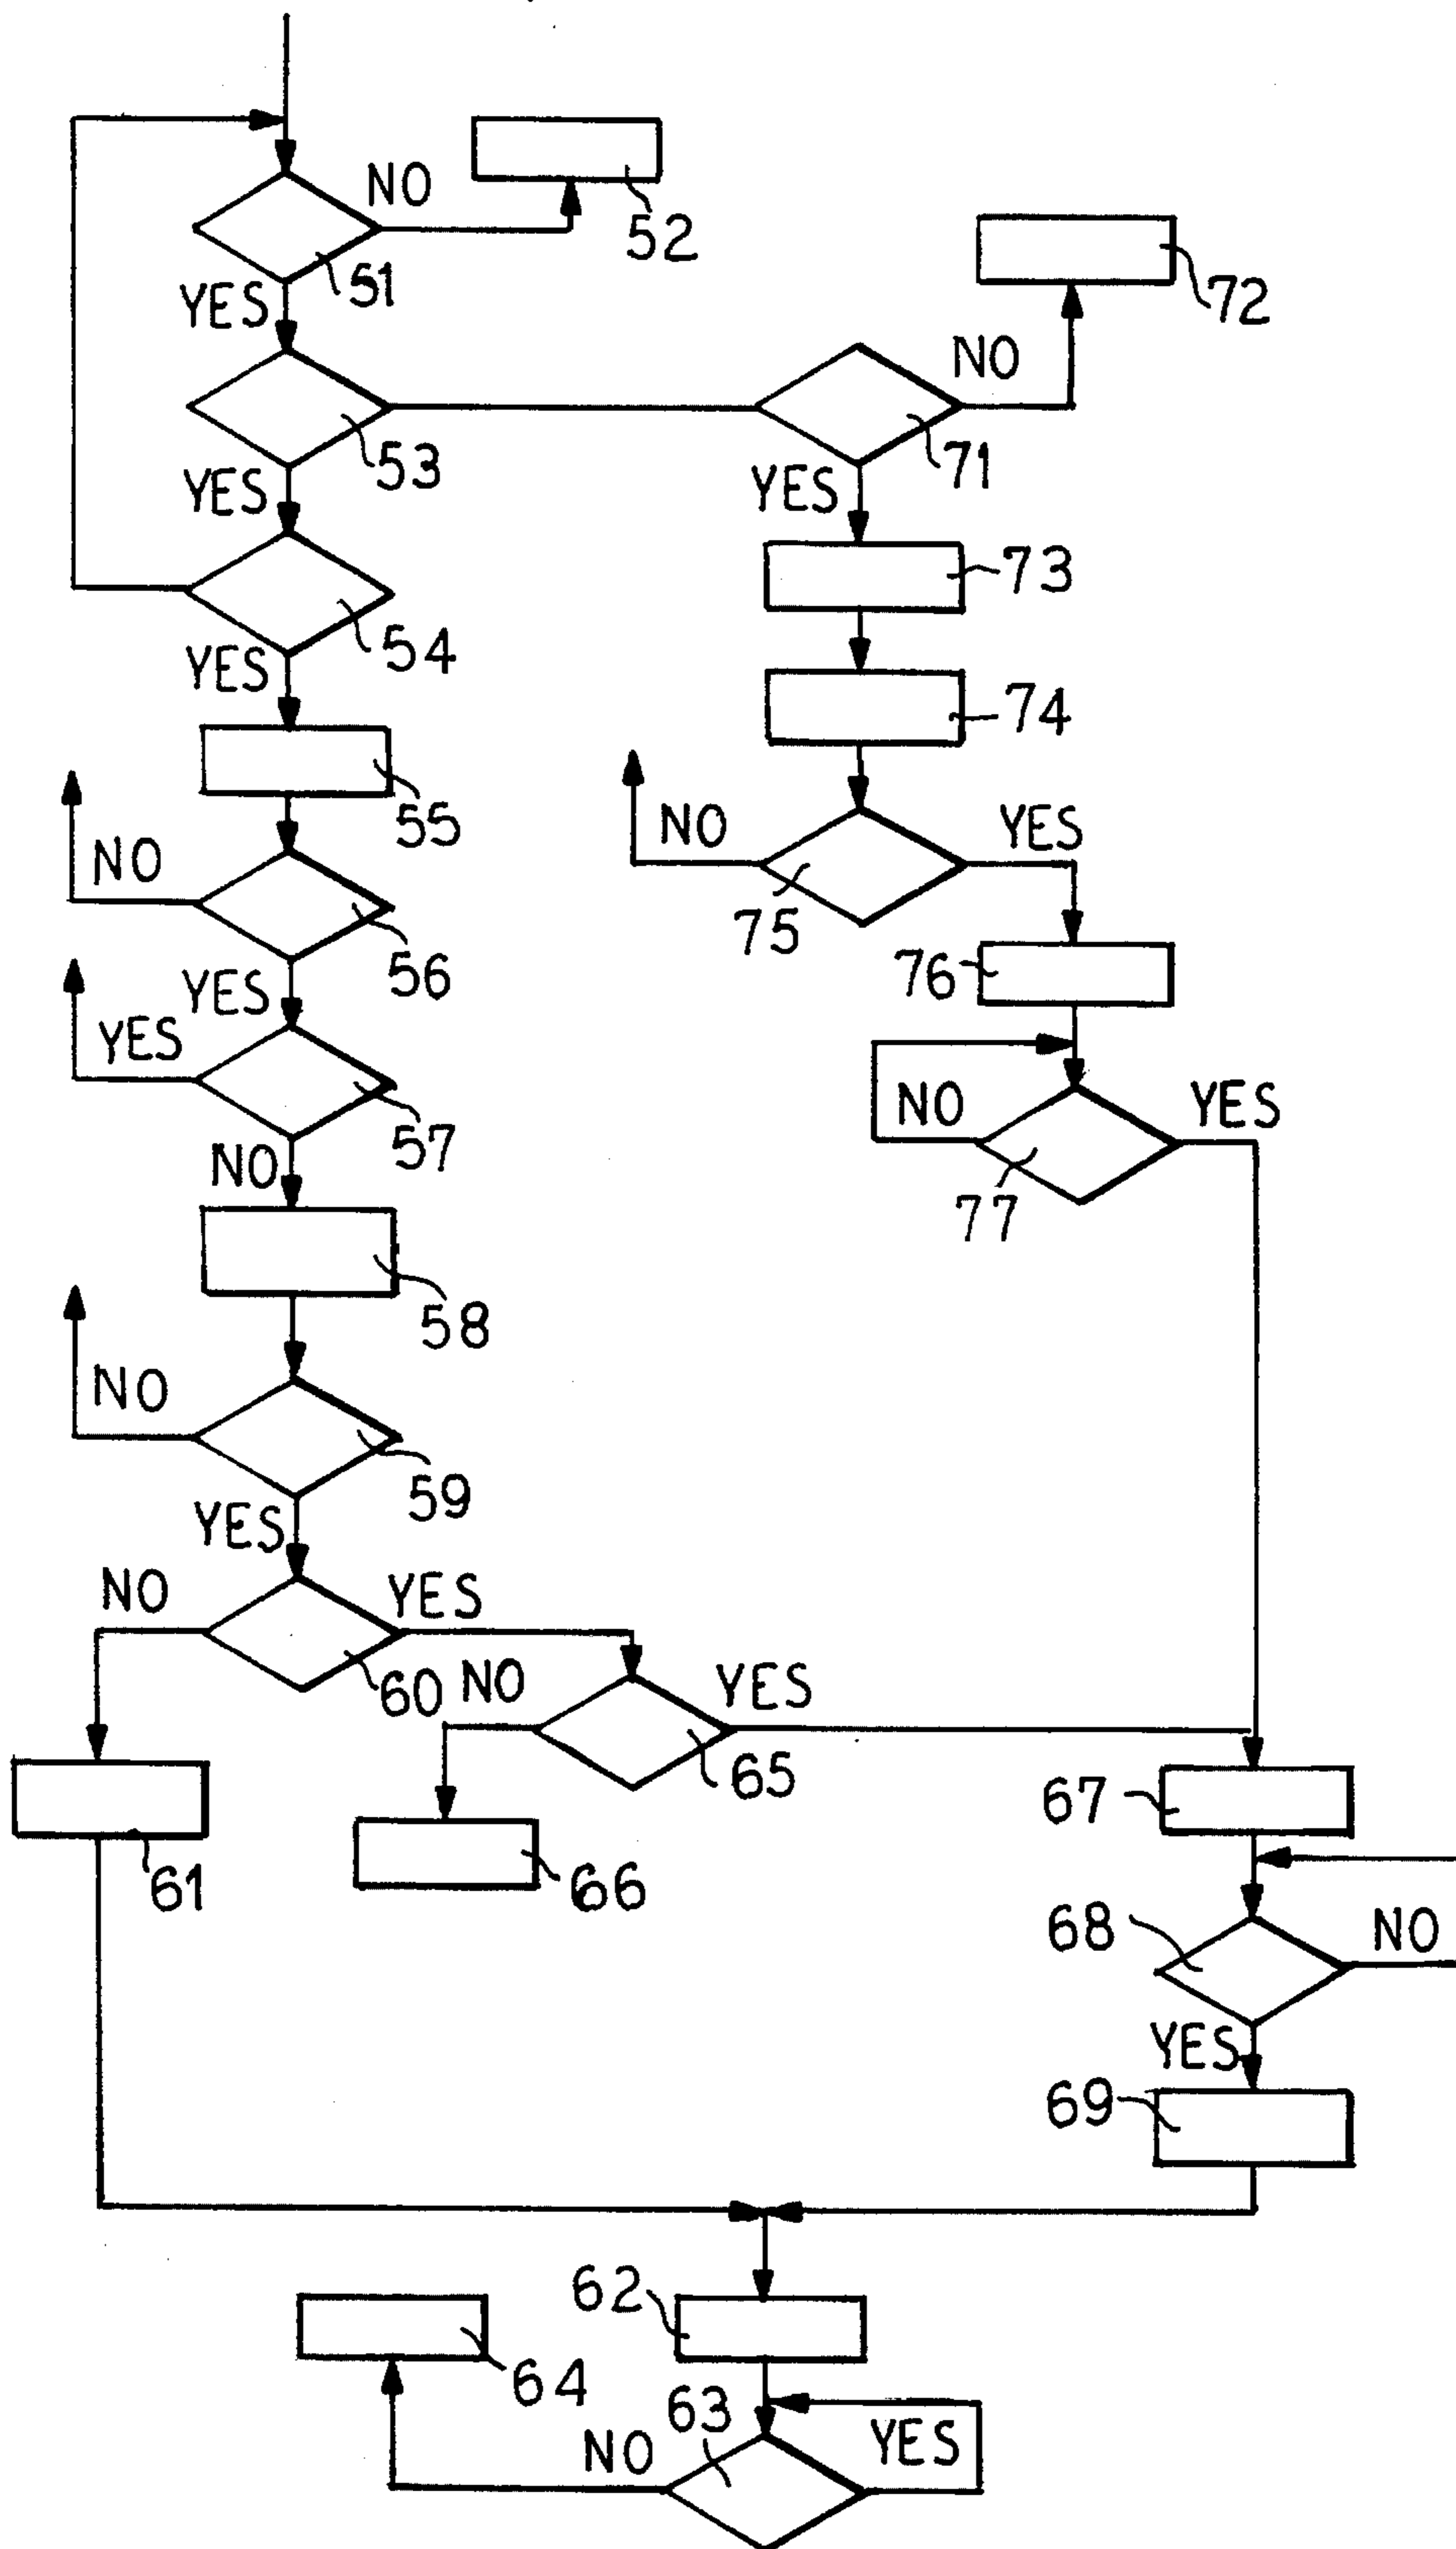 NO
52
51
YES
72
NO
53
71
YES
YES
73
54
YES
74
55
NO
YES
NO
75
56
76
YES
YES
NO
YES
57
NO
77
58
NO
59
YES
NO
YES
60
NO
YES
65
67
61
66
68
NO
YES
69
62
64
63
YES
NO